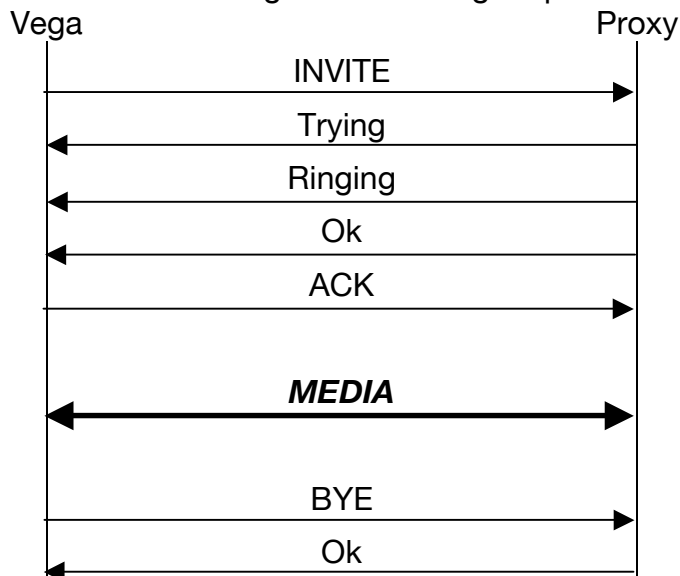 Vega Proxy
INVITE
Trying
Ringing
Ok
ACK
MEDIA
BYE
Ok